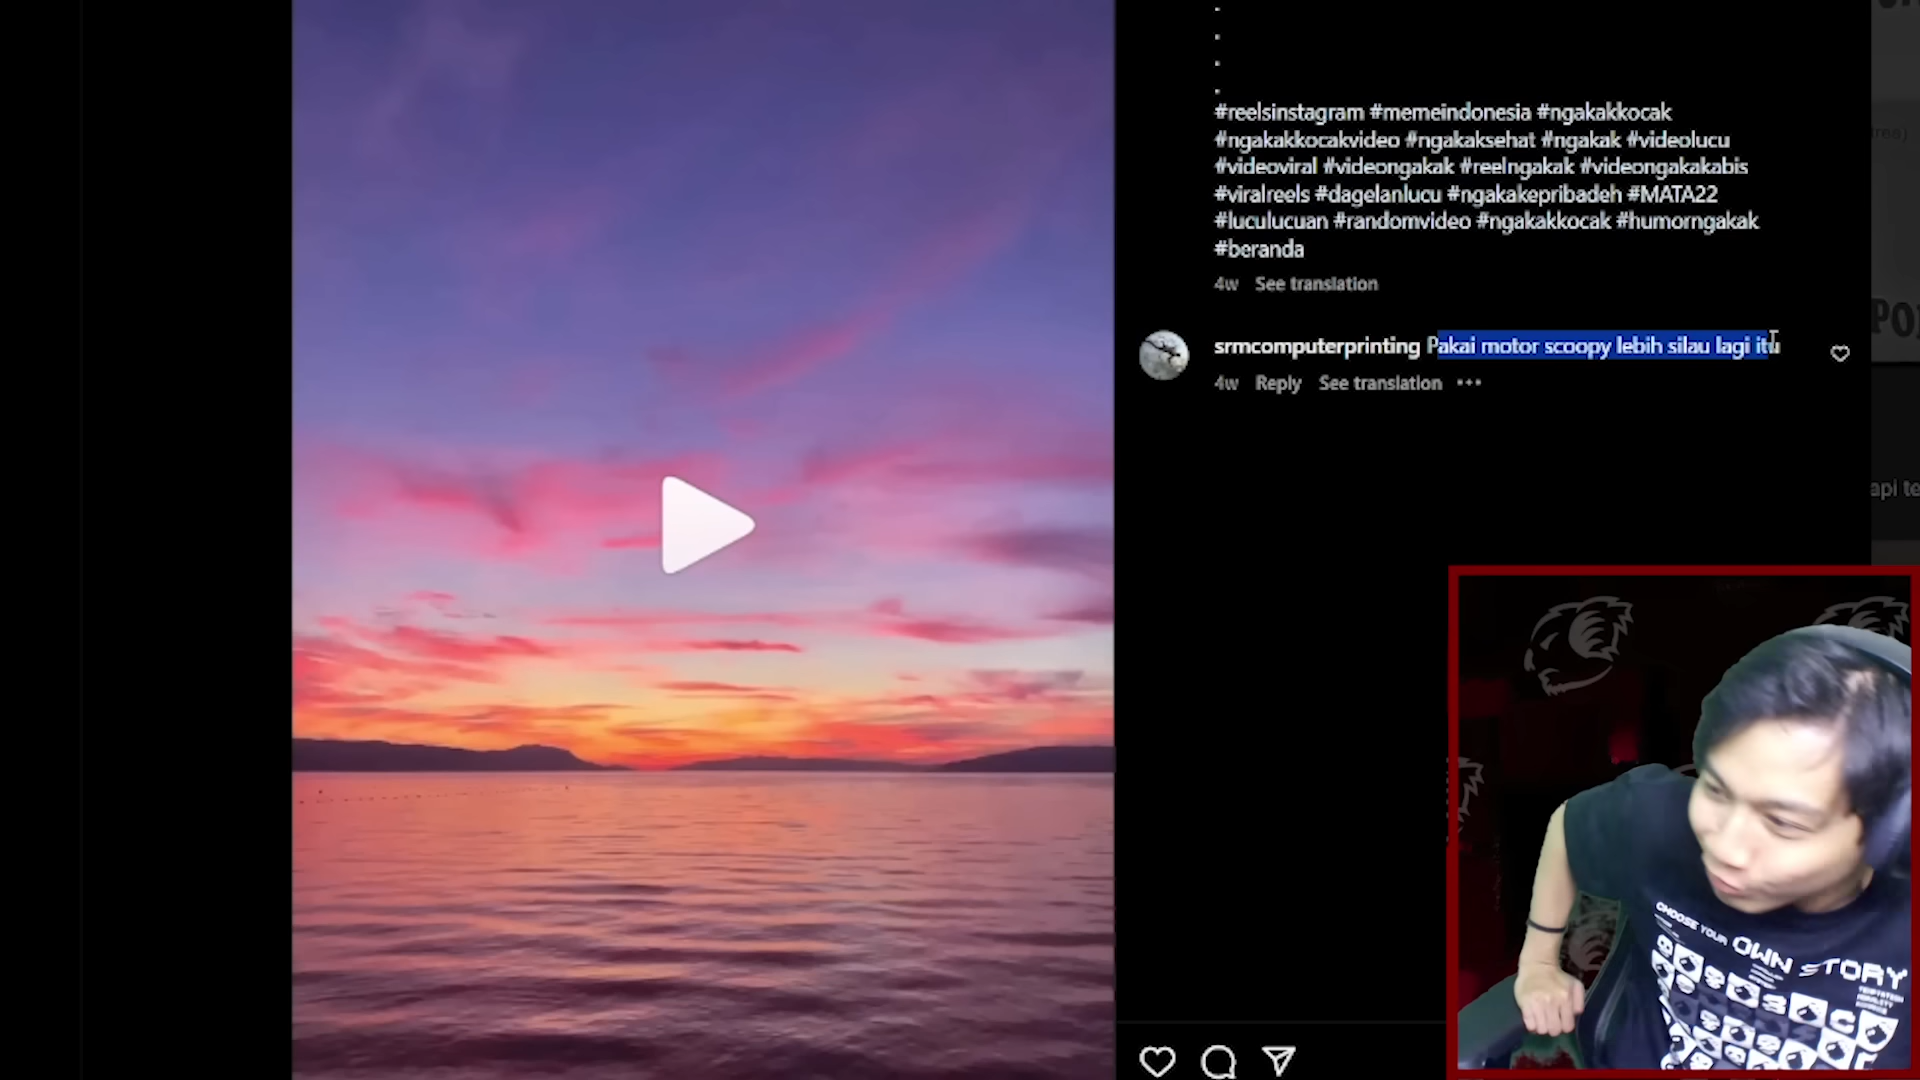 .
.
.
.
#reelsinstagram #memeindonesia #ngakakkocak
#ngakakkocakvideo #ngakaksehat #ngakak #videolucu
#videoviral #videongakak #reelngakak #videongakakabis
#viralreels #dagelanlucu #ngakakepribadeh #MATA22
#luculucuan #randomvideo #ngakakkocak #humorngakak
#beranda
4w See translation
srmcomputerprinting Pakai motor scoopy lebih silau lagi itu
4w Reply See translation •••
api te
CHOOSE YOUR OWN STORY